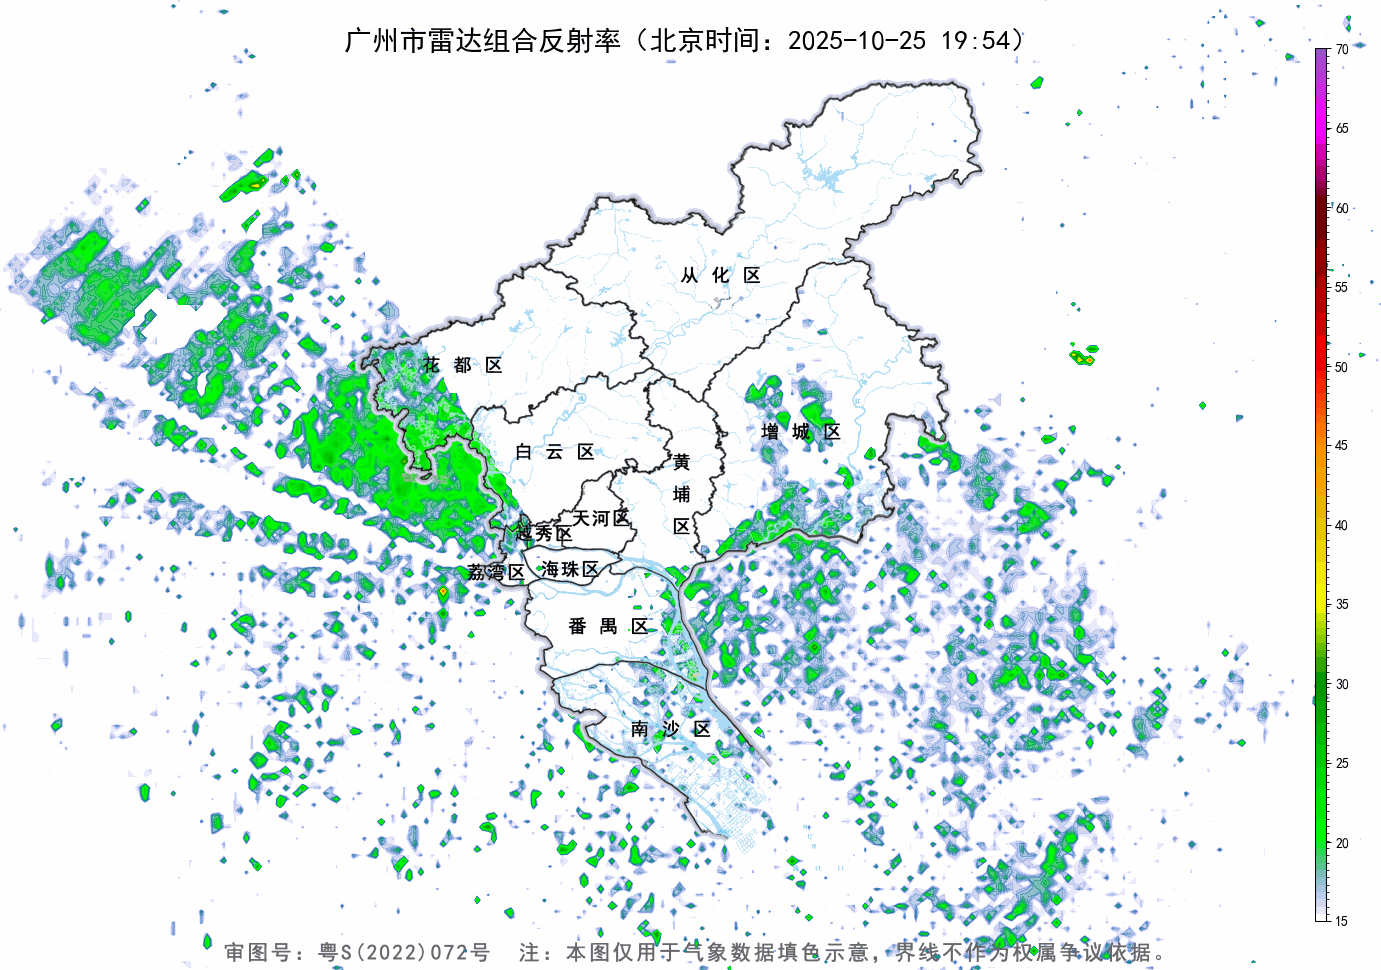 广州市雷达组合反射率（北京时间：2025-10-25 19:54）
70
65
60
55
50
45
40
35
30
25
20
15
从化区
花都区
增城区
白云区
黄埔区
天河区
越秀区
荔湾区
海珠区
番禺区
南沙区
审图号：粤S(2022)072号 注：本图仅用于气象数据填色示意，界线不作为权属争议依据。